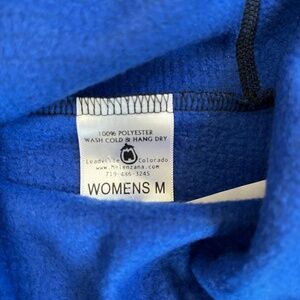 100% POLYESTER
WASH COLD & HANG DRY
Leadville Colorado
www.melanzana.com
719-486-3245
WOMENS M